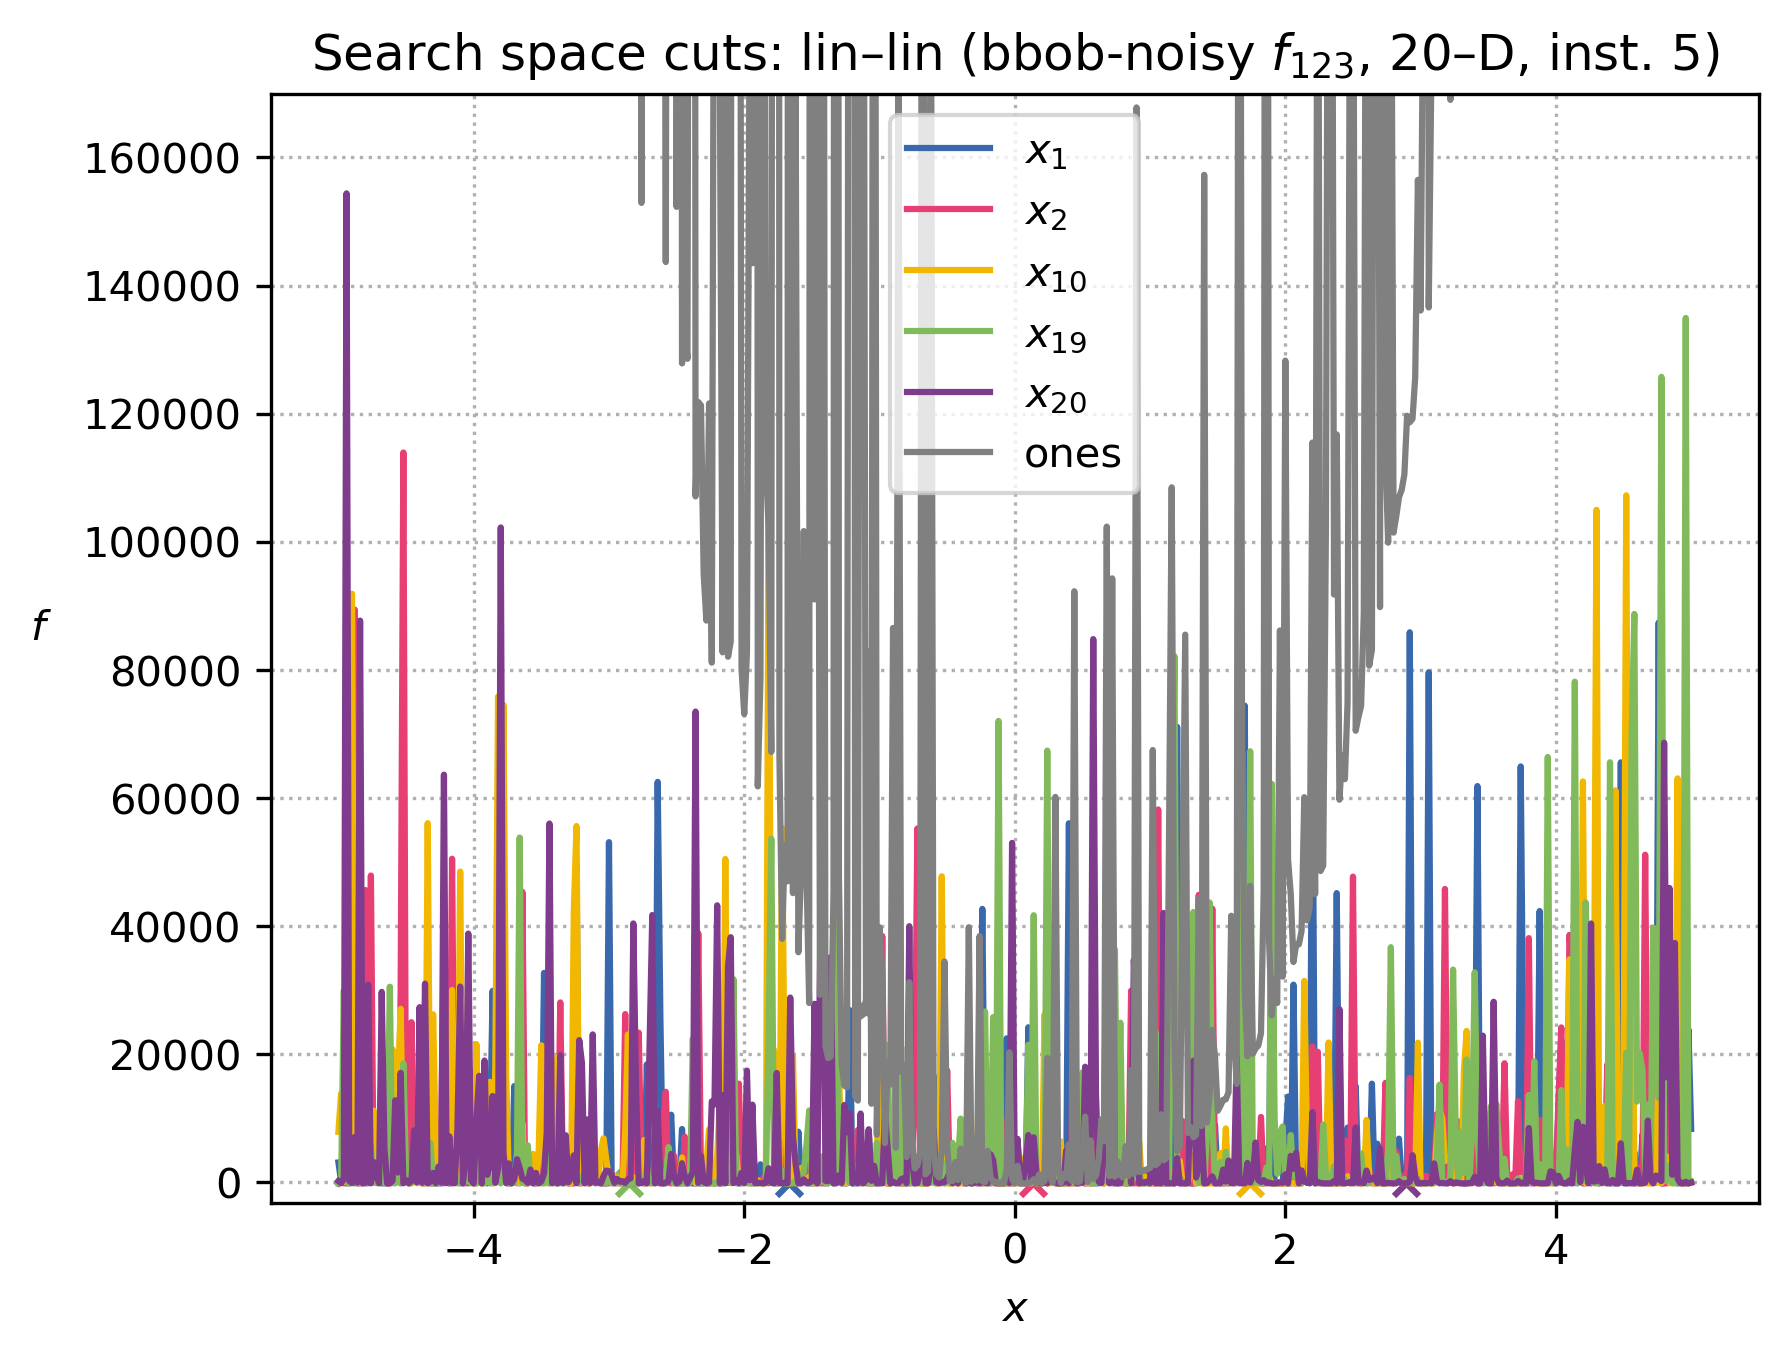 Search space cuts: lin–lin (bbob-noisy f₁₂₃, 20–D, inst. 5)
160000
140000
120000
100000
80000
60000
40000
20000
0
f
x₁
x₂
x₁₀
x₁₉
x₂₀
ones
−4
−2
0
2
4
x